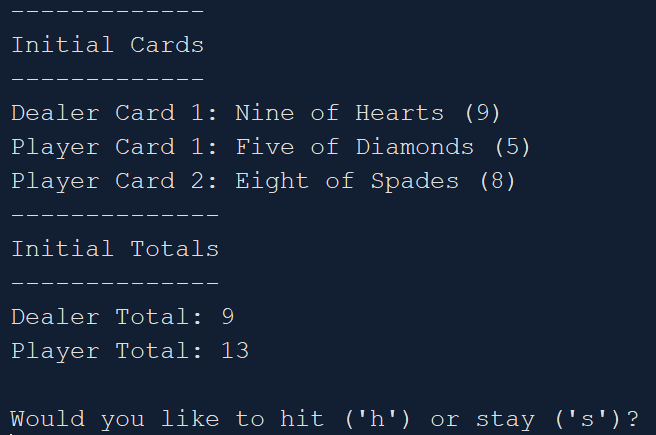 -------------
Initial Cards
-------------
Dealer Card 1: Nine of Hearts (9)
Player Card 1: Five of Diamonds (5)
Player Card 2: Eight of Spades (8)
--------------
Initial Totals
--------------
Dealer Total: 9
Player Total: 13
Would you like to hit ('h') or stay ('s')?